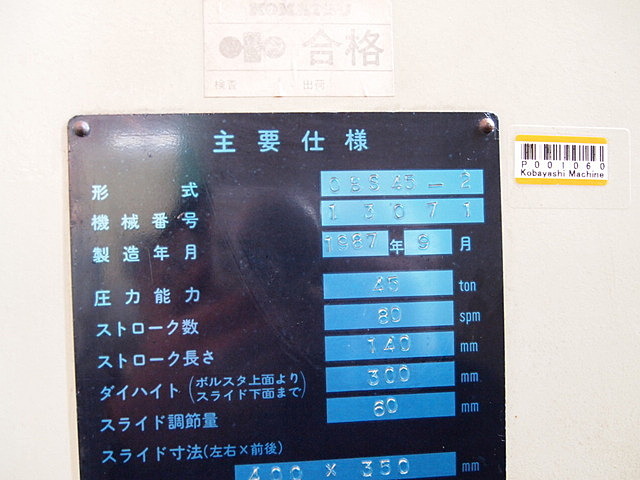 合格
検査 出荷
P001060
Kobayashi Machine
主要仕様
形式 OBS45-2
機械番号 13071
製造年月 1987年9月
圧力能力 45 ton
ストローク数 80 spm
ストローク長さ 140 mm
ダイハイト(ボルスタ上面よりスライド下面まで) 300 mm
スライド調節量 60 mm
スライド寸法(左右×前後) 400×350 mm